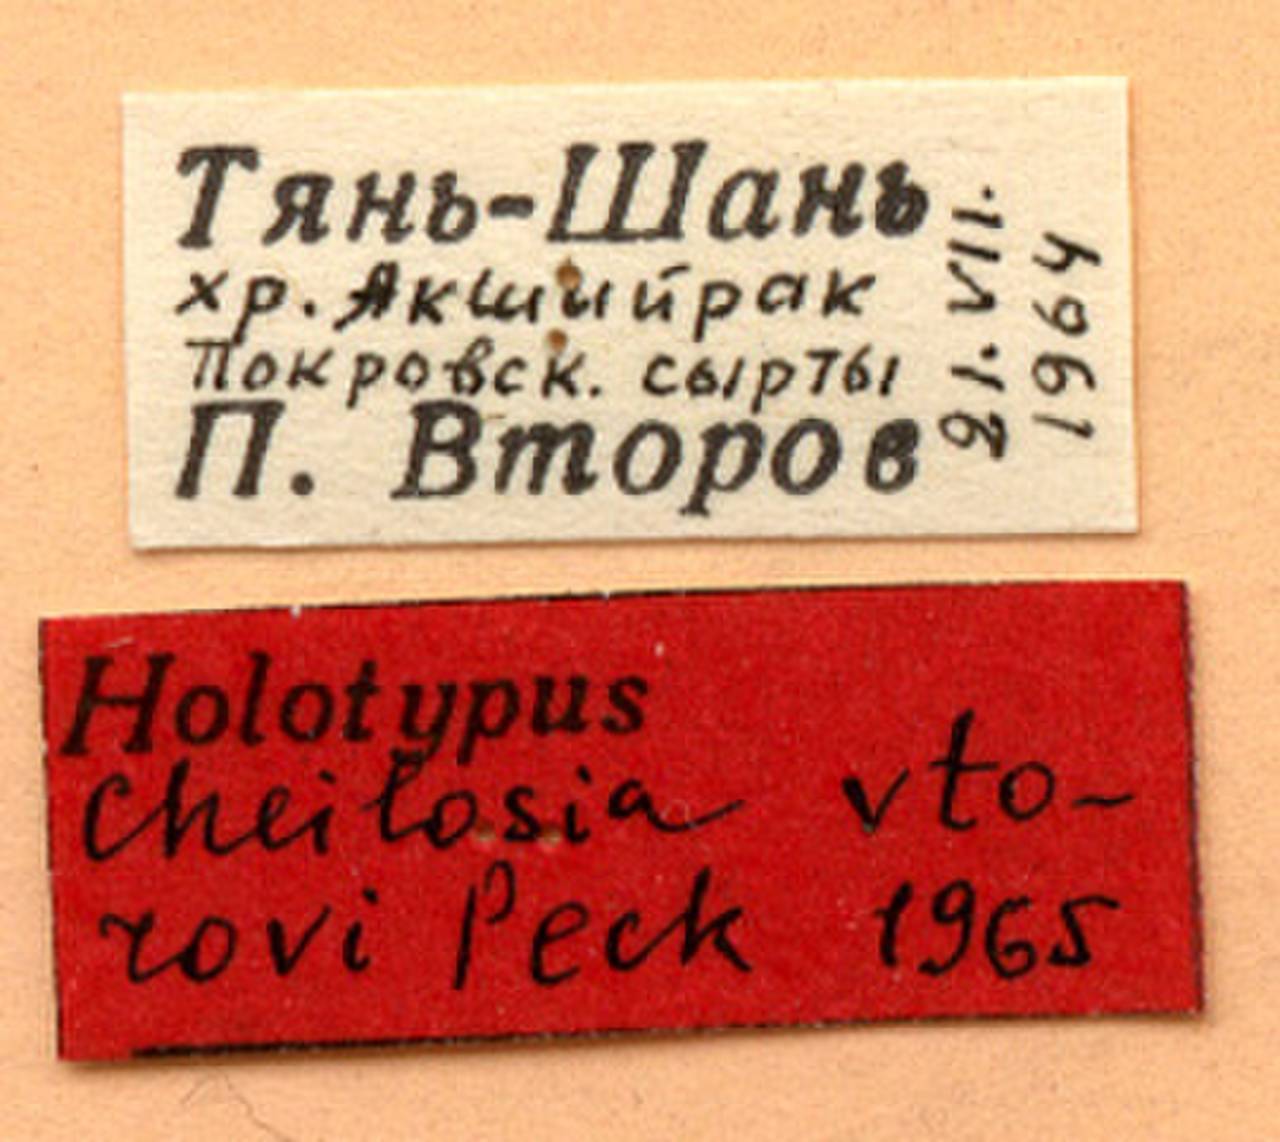 Тянь-Шань
хр. Акшийрак
Покровск. сырты
П. Второв
21.VII.
1964
Holotypus
Cheilosia vto-
rovi Peck 1965